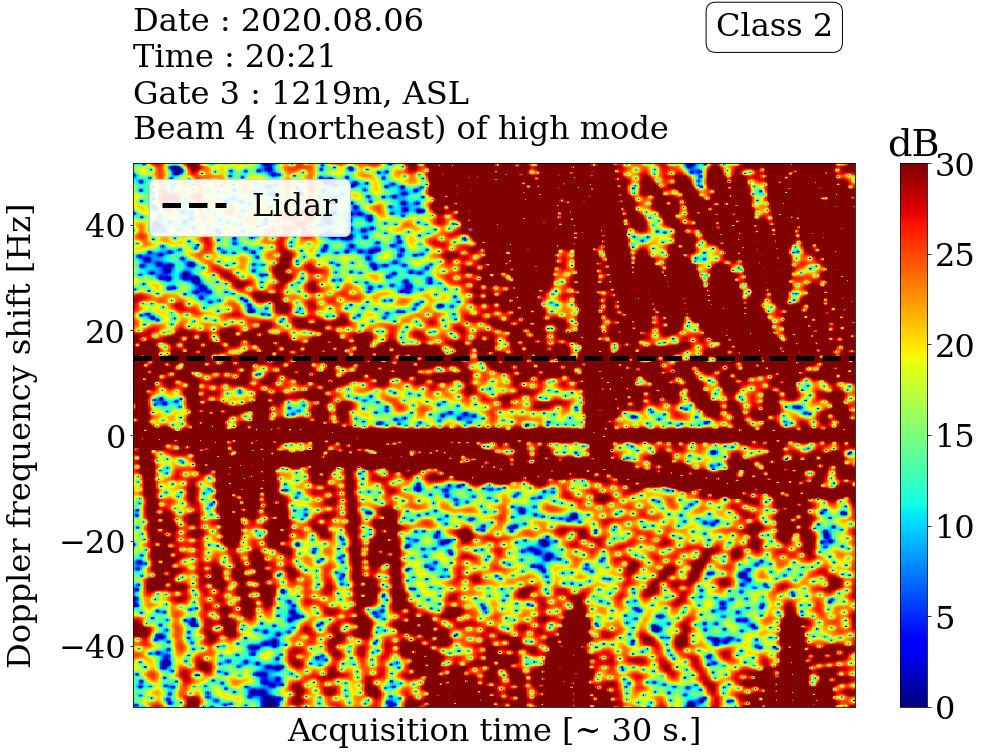 Date : 2020.08.06
Time : 20:21
Gate 3 : 1219m, ASL
Beam 4 (northeast) of high mode
Class 2
dB
Lidar
Doppler frequency shift [Hz]
40
20
0
−20
−40
Acquisition time [~ 30 s.]
30
25
20
15
10
5
0